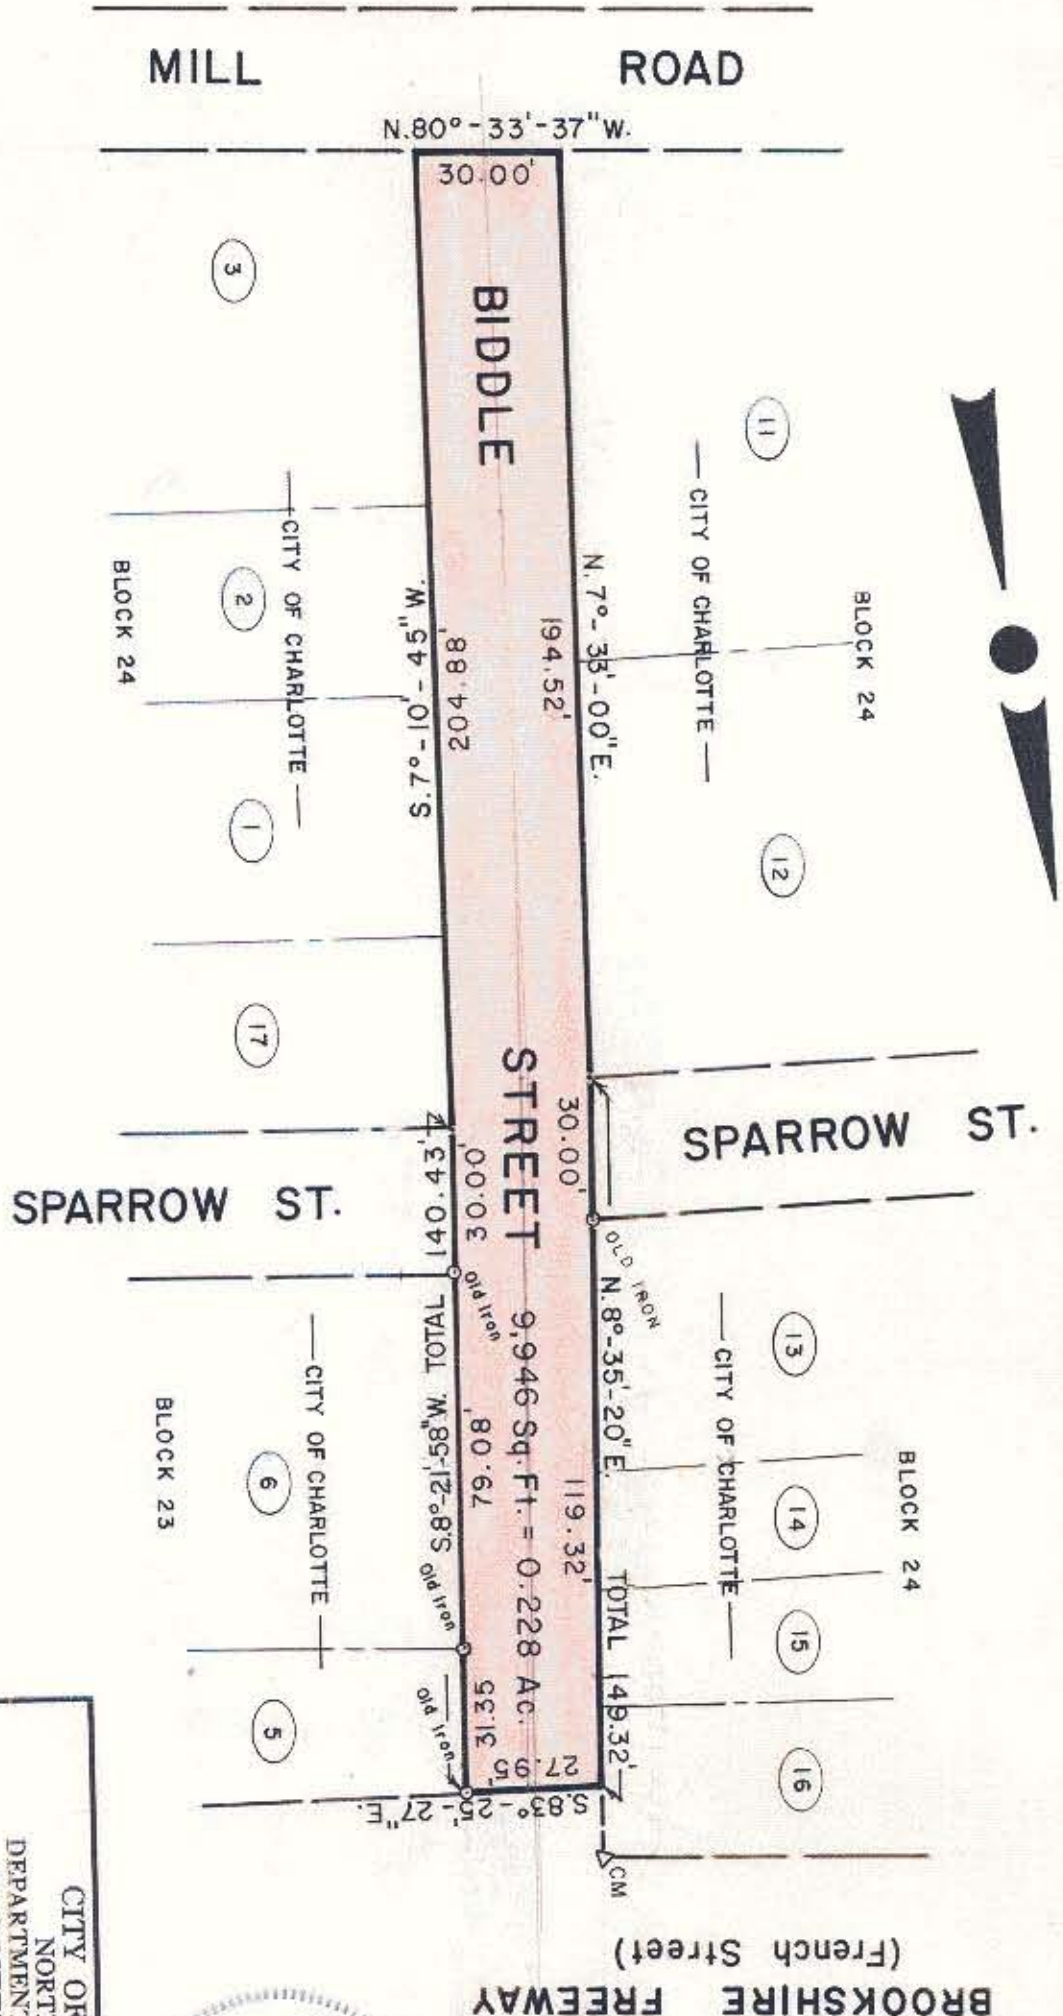 MILL ROAD
N.80°-33'-37"W.
30.00'
BIDDLE STREET
3
11
CITY OF CHARLOTTE
BLOCK 24
CITY OF CHARLOTTE
2
BLOCK 24
N.7°-33'-00"E.
194.52'
204.88'
S.7°-10'-45"W.
1
12
17
SPARROW ST.
30.00'
140.43'
30.00'
SPARROW ST.
OLD IRON
Old Iron
N.8°-35'-20"E. TOTAL 149.32'
S.8°-21'-58"W. TOTAL
9,946 Sq. Ft. = 0.228 Ac.
119.32'
79.08'
13
CITY OF CHARLOTTE
BLOCK 24
14
15
16
CITY OF CHARLOTTE
6
BLOCK 23
Old Iron
31.35'
Old Iron
5
27.95'
S.83°-25'-27"E.
CM
(French Street)
BROOKSHIRE FREEWAY
CITY OF
NORT
DEPARTMENT